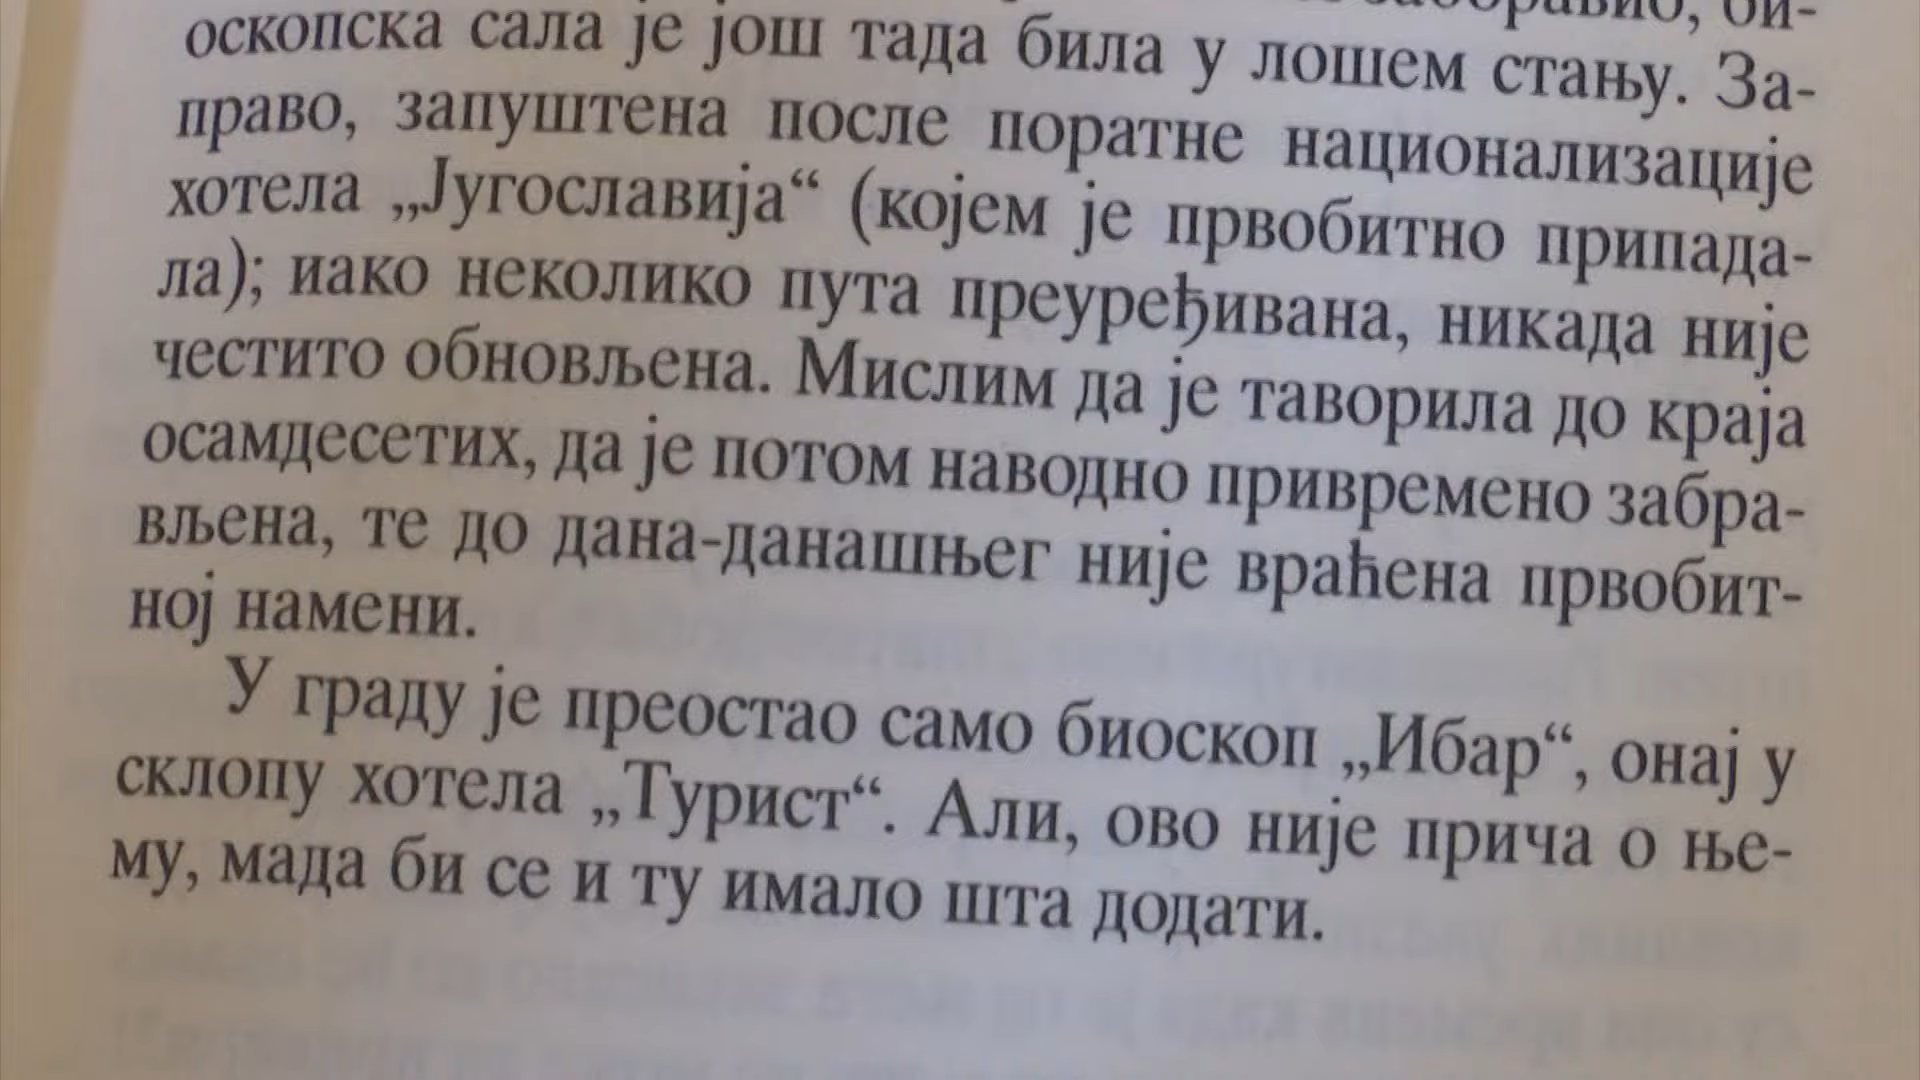 би-
оскопска сала је још тада била у лошем стању. За-
право, запуштена после поратне национализације
хотела „Југославија“ (којем је првобитно припада-
ла); иако неколико пута преуређивана, никада није
честито обновљена. Мислим да је таворила до краја
осамдесетих, да је потом наводно привремено забра-
вљена, те до дана-данашњег није враћена првобит-
ној намени.
У граду је преостао само биоскоп „Ибар“, онај у
склопу хотела „Турист“. Али, ово није прича о ње-
му, мада би се и ту имало шта додати.